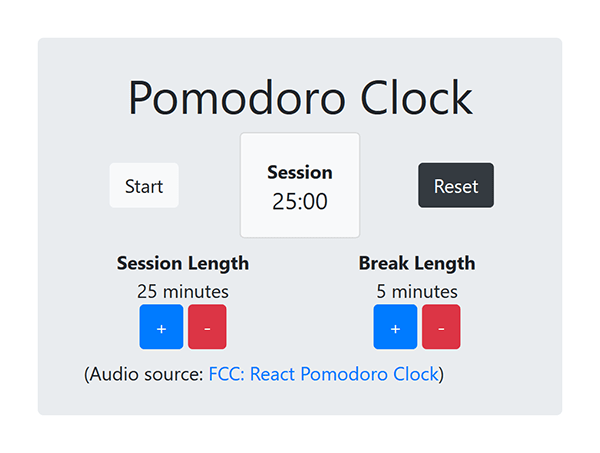 Pomodoro Clock
Start
Session
25:00
Reset
Session Length
25 minutes
+ -
Break Length
5 minutes
+ -
(Audio source: FCC: React Pomodoro Clock)